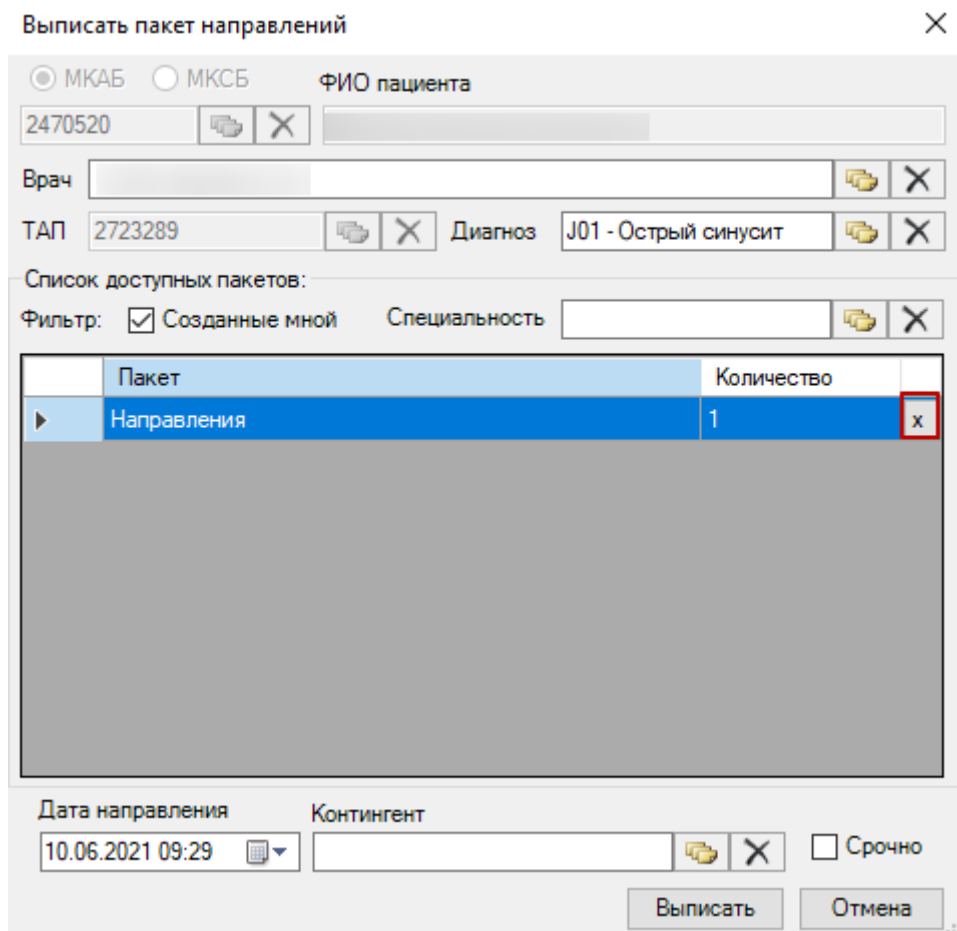 Выписать пакет направлений
МКАБ МКСБ ФИО пациента
2470520
Врач
ТАП 2723289 Диагноз J01 - Острый синусит
Список доступных пакетов:
Фильтр: Созданные мной Специальность
Пакет Количество
Направления 1 x
Дата направления Контингент
10.06.2021 09:29 Срочно
Выписать Отмена